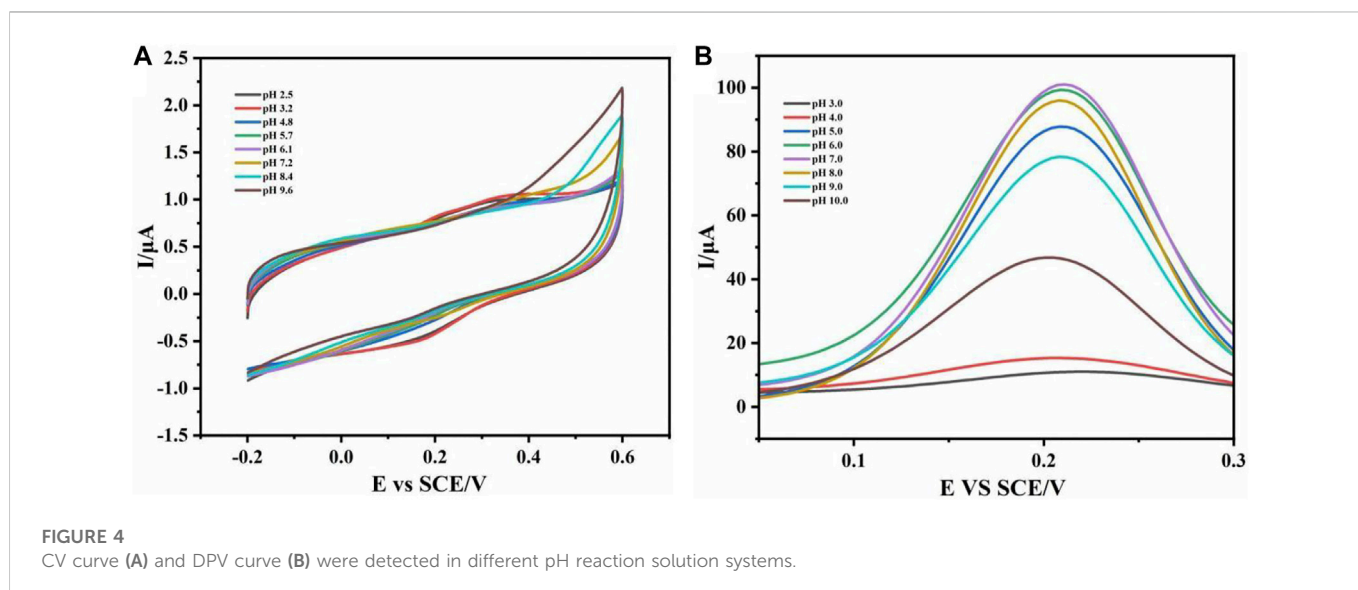 A
2.5
2.0
1.5
1.0
0.5
0.0
-0.5
-1.0
-1.5
I/μA
pH 2.5
pH 3.2
pH 4.8
pH 5.7
pH 6.1
pH 7.2
pH 8.4
pH 9.6
-0.2 0.0 0.2 0.4 0.6
E vs SCE/V
B
100
80
60
40
20
0
I/μA
pH 3.0
pH 4.0
pH 5.0
pH 6.0
pH 7.0
pH 8.0
pH 9.0
pH 10.0
0.1 0.2 0.3
E VS SCE/V
FIGURE 4
CV curve (A) and DPV curve (B) were detected in different pH reaction solution systems.